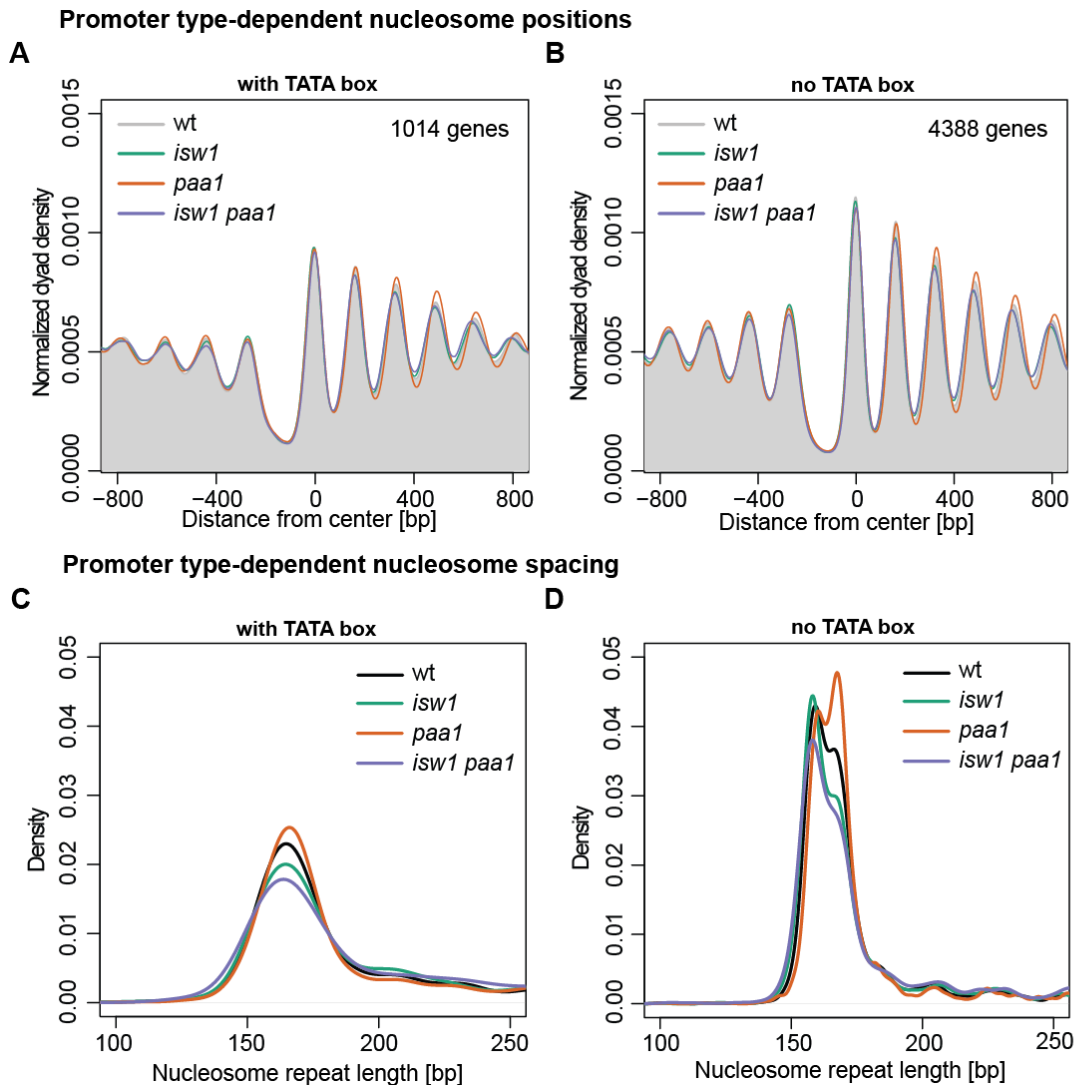 Promoter type-dependent nucleosome positions
A
B
with TATA box
no TATA box
Normalized dyad density
0.0015
0.0010
0.0005
0.0000
wt
isw1
paa1
isw1 paa1
1014 genes
−800
−400
0
400
800
Distance from center [bp]
Normalized dyad density
0.0015
0.0010
0.0005
0.0000
wt
isw1
paa1
isw1 paa1
4388 genes
−800
−400
0
400
800
Distance from center [bp]
Promoter type-dependent nucleosome spacing
C
D
with TATA box
no TATA box
Density
0.05
0.04
0.03
0.02
0.01
0.00
wt
isw1
paa1
isw1 paa1
100
150
200
250
Nucleosome repeat length [bp]
Density
0.05
0.04
0.03
0.02
0.01
0.00
wt
isw1
paa1
isw1 paa1
100
150
200
250
Nucleosome repeat length [bp]